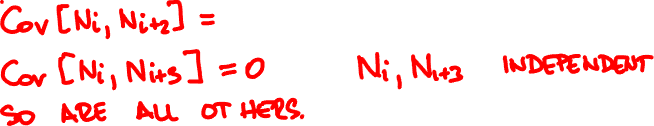 Cov [Ni, Ni+2] =
Cov [Ni, Ni+3] = 0 Ni, Ni+3 INDEPENDENT
SO ARE ALL OTHERS.